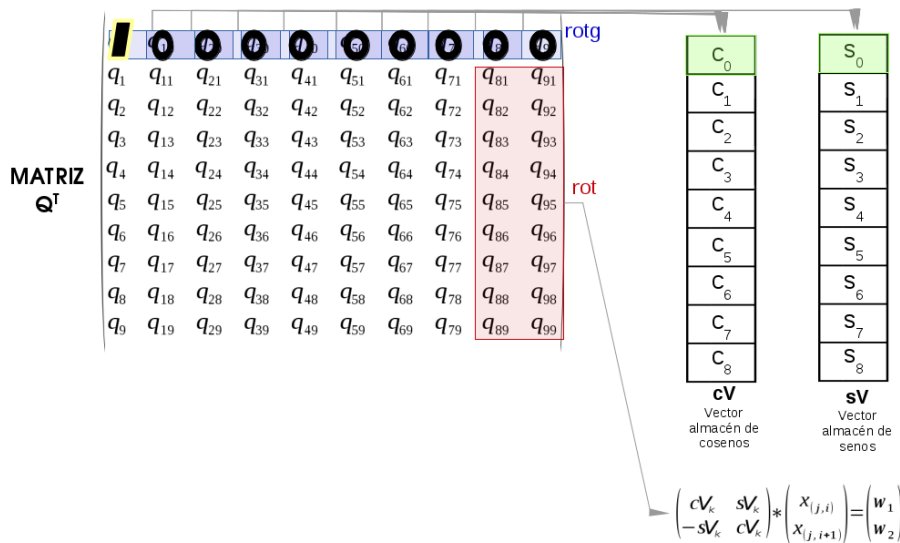 rotg
q1 q11 q21 q31 q41 q51 q61 q71 q81 q91
q2 q12 q22 q32 q42 q52 q62 q72 q82 q92
q3 q13 q23 q33 q43 q53 q63 q73 q83 q93
q4 q14 q24 q34 q44 q54 q64 q74 q84 q94
q5 q15 q25 q35 q45 q55 q65 q75 q85 q95
q6 q16 q26 q36 q46 q56 q66 q76 q86 q96
q7 q17 q27 q37 q47 q57 q67 q77 q87 q97
q8 q18 q28 q38 q48 q58 q68 q78 q88 q98
q9 q19 q29 q39 q49 q59 q69 q79 q89 q99
MATRIZ
QT
rot
C0
C1
C2
C3
C4
C5
C6
C7
C8
cV
Vector
almacén de
cosenos
S0
S1
S2
S3
S4
S5
S6
S7
S8
sV
Vector
almacén de
senos
(cVk sVk) * (x(j,i)) = (w1)
(−sVk cVk) (x(j,i+1)) (w2)